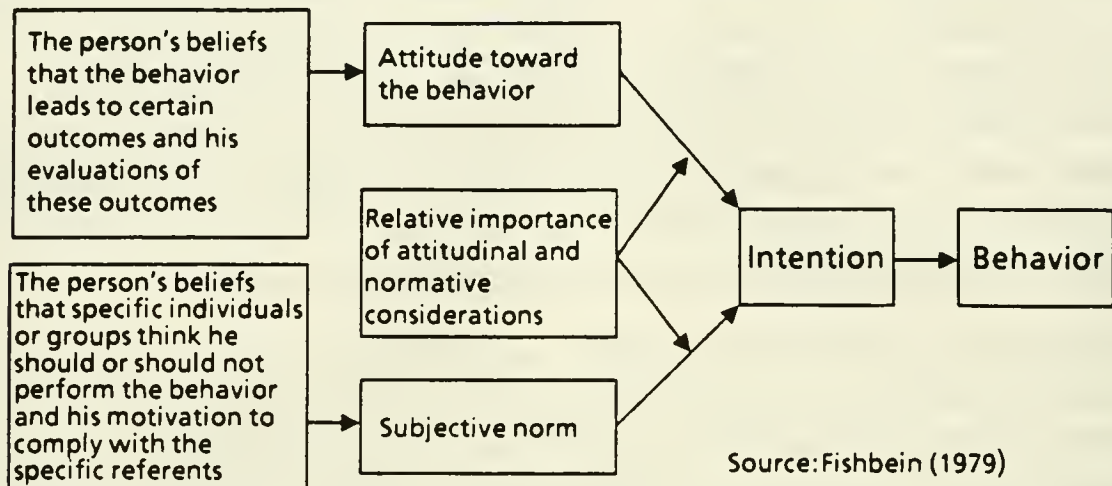 The person's beliefs
that the behavior
leads to certain
outcomes and his
evaluations of
these outcomes
Attitude toward
the behavior
Relative importance
of attitudinal and
normative
considerations
Intention
Behavior
The person's beliefs
that specific individuals
or groups think he
should or should not
perform the behavior
and his motivation to
comply with the
specific referents
Subjective norm
Source: Fishbein (1979)